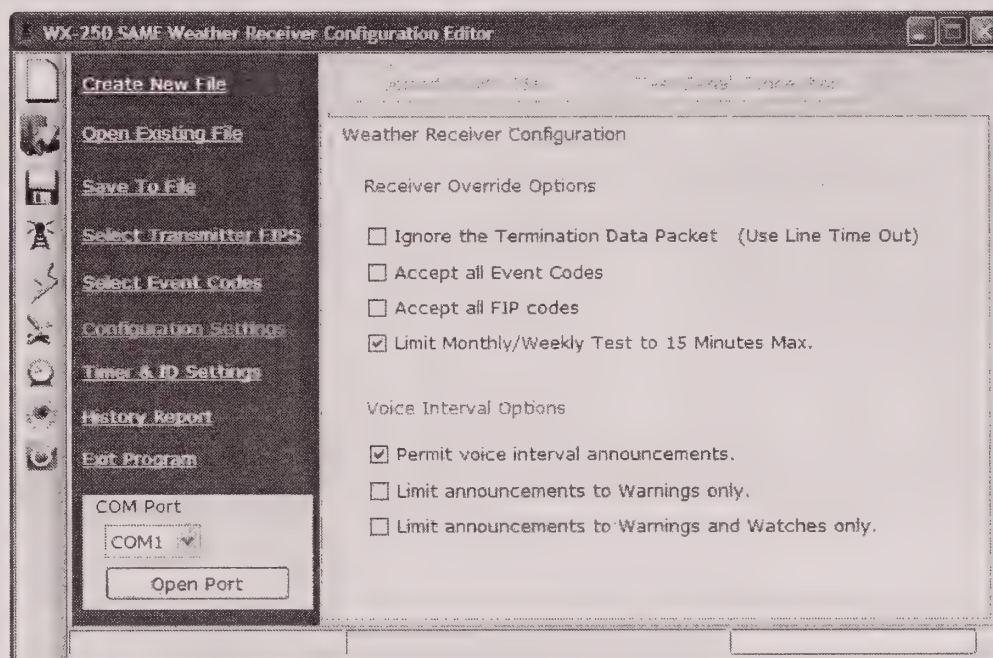 WX-250 SAME Weather Receiver Configuration Editor
Create New File
Open Existing File
Save To File
Select Transmitter FIPS
Select Event Codes
Configuration Settings
Timer & ID Settings
History Report
Exit Program
COM Port
COM1
Open Port
Weather Receiver Configuration
Receiver Override Options
Ignore the Termination Data Packet (Use Line Time Out)
Accept all Event Codes
Accept all FIP codes
Limit Monthly/Weekly Test to 15 Minutes Max.
Voice Interval Options
Permit voice interval announcements.
Limit announcements to Warnings only.
Limit announcements to Warnings and Watches only.